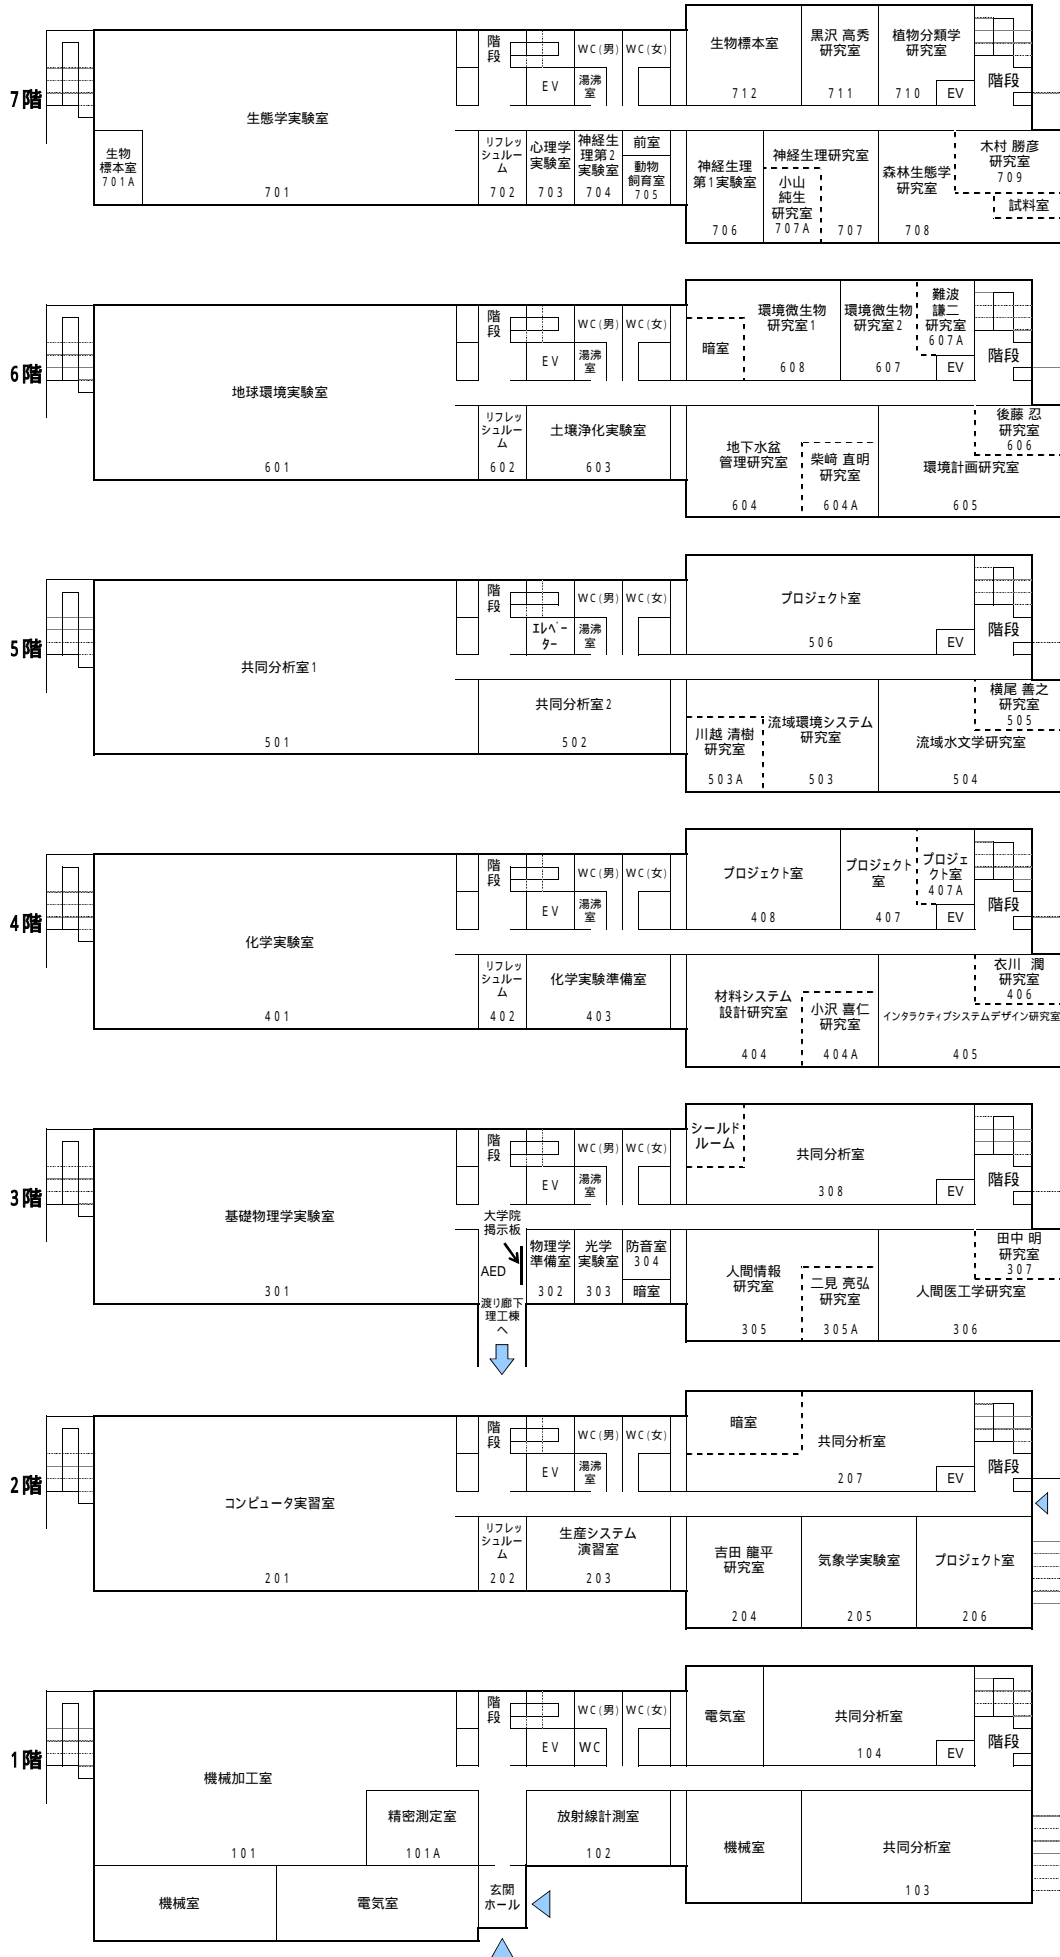 7階
生態学実験室
701
生物
標本室
701A
階
段
EV
WC(男)
WC(女)
湯沸
室
リフレッ
シュルー
ム
702
心理学
実験室
703
神経生
理第2
実験室
704
前室
動物
飼育室
705
生物標本室
712
黒沢 高秀
研究室
711
植物分類学
研究室
710
EV
階段
神経生理
第1実験室
706
神経生理研究室
707
小山
純生
研究室
707A
森林生態学
研究室
708
木村 勝彦
研究室
709
試料室
6階
地球環境実験室
601
階
段
EV
WC(男)
WC(女)
湯沸
室
リフレッ
シュルー
ム
602
土壌浄化実験室
603
暗室
環境微生物
研究室1
608
環境微生物
研究室2
607
難波
謙二
研究室
607A
EV
階段
地下水盆
管理研究室
604
柴﨑 直明
研究室
604A
環境計画研究室
605
後藤 忍
研究室
606
5階
共同分析室1
501
階
段
エレベー
ター
WC(男)
WC(女)
湯沸
室
共同分析室2
502
プロジェクト室
506
EV
階段
川越 清樹
研究室
503A
流域環境システム
研究室
503
流域水文学研究室
504
横尾 善之
研究室
505
4階
化学実験室
401
階
段
EV
WC(男)
WC(女)
湯沸
室
リフレッ
シュルー
ム
402
化学実験準備室
403
プロジェクト室
408
プロジェクト
室
407
プロジェ
クト室
407A
EV
階段
材料システム
設計研究室
404
小沢 喜仁
研究室
404A
インタラクティブシステムデザイン研究室
405
衣川 潤
研究室
406
3階
基礎物理学実験室
301
階
段
EV
WC(男)
WC(女)
湯沸
室
大学院
掲示板
AED
渡り廊下
理工棟
へ
物理学
準備室
302
光学
実験室
303
防音室
304
暗室
シールド
ルーム
共同分析室
308
EV
階段
人間情報
研究室
305
二見 亮弘
研究室
305A
人間医工学研究室
306
田中 明
研究室
307
2階
コンピュータ実習室
201
階
段
EV
WC(男)
WC(女)
湯沸
室
リフレッ
シュルー
ム
202
生産システム
演習室
203
暗室
共同分析室
207
EV
階段
吉田 龍平
研究室
204
気象学実験室
205
プロジェクト室
206
1階
機械加工室
101
精密測定室
101A
機械室
電気室
階
段
EV
WC(男)
WC(女)
WC
放射線計測室
102
玄関
ホール
電気室
共同分析室
104
EV
階段
機械室
共同分析室
103